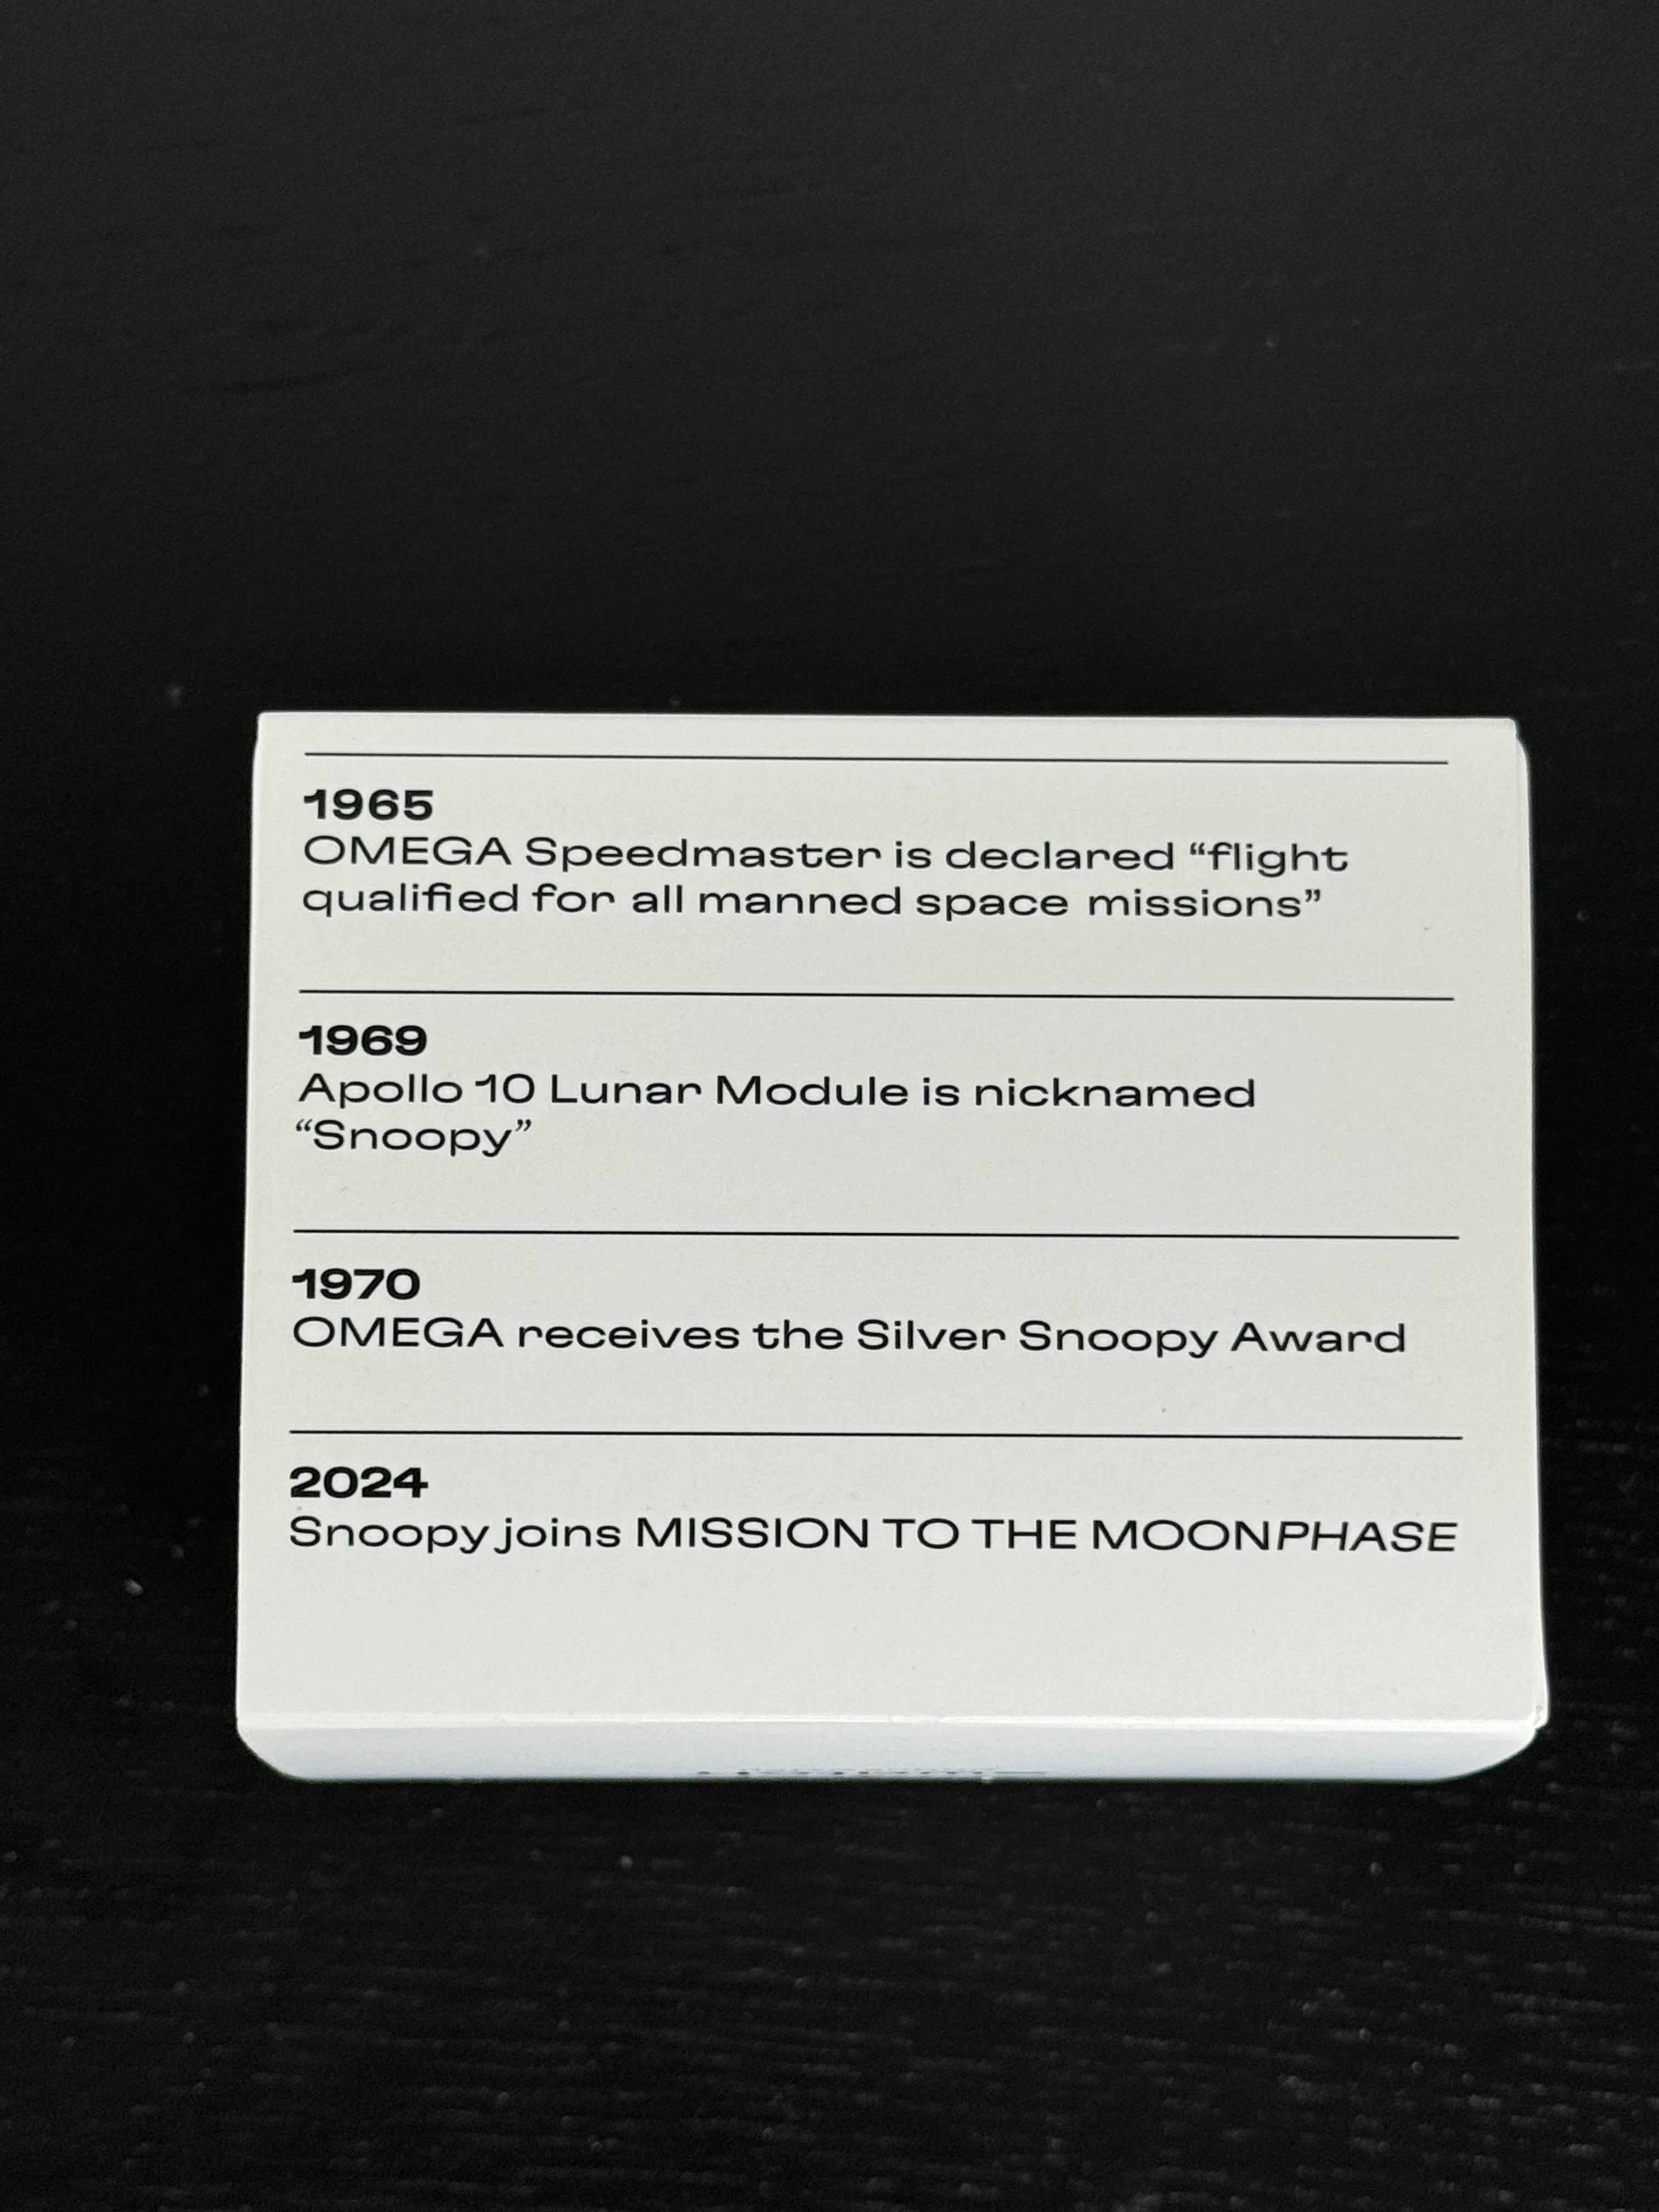 1965
OMEGA Speedmaster is declared “flight
qualified for all manned space missions”
1969
Apollo 10 Lunar Module is nicknamed
“Snoopy”
1970
OMEGA receives the Silver Snoopy Award
2024
Snoopy joins MISSION TO THE MOONPHASE